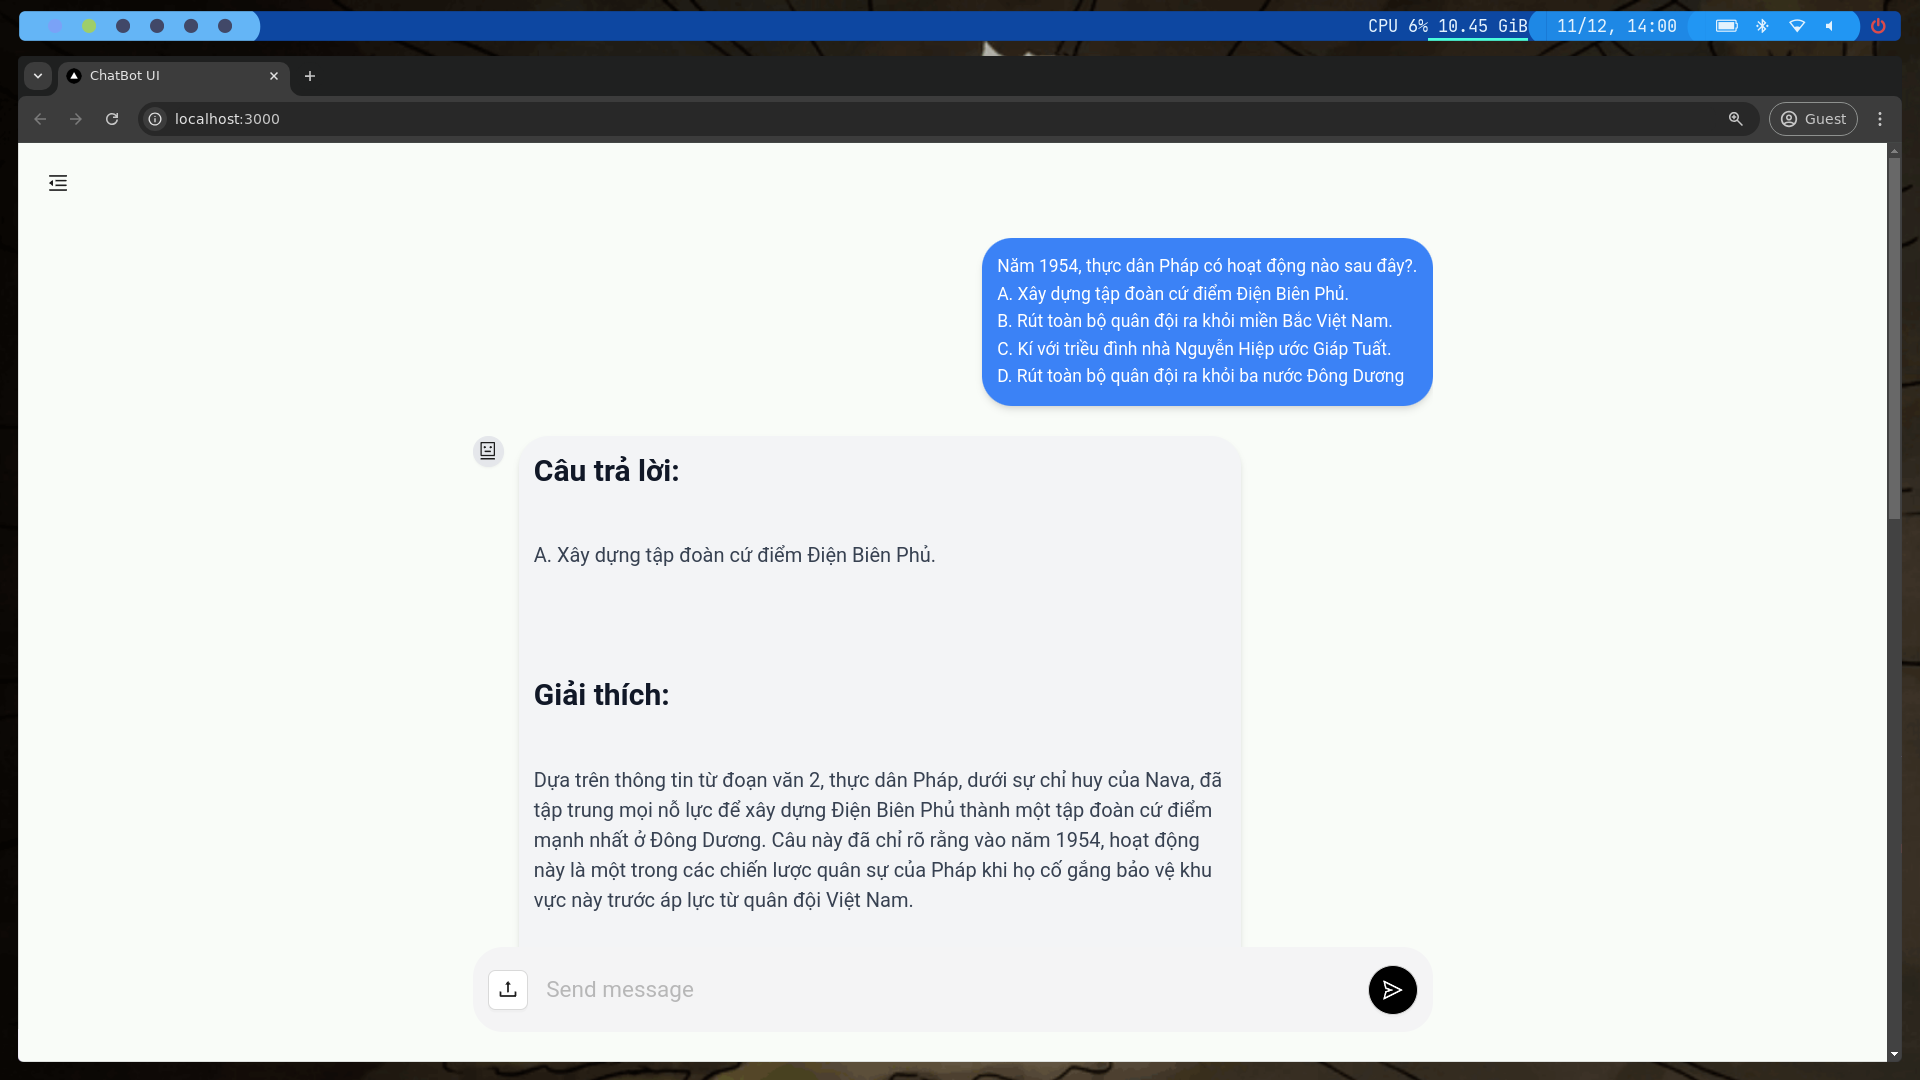 CPU 6% 10.45 GiB 11/12, 14:00
ChatBot UI
localhost:3000
Guest
Năm 1954, thực dân Pháp có hoạt động nào sau đây?.
A. Xây dựng tập đoàn cứ điểm Điện Biên Phủ.
B. Rút toàn bộ quân đội ra khỏi miền Bắc Việt Nam.
C. Kí với triều đình nhà Nguyễn Hiệp ước Giáp Tuất.
D. Rút toàn bộ quân đội ra khỏi ba nước Đông Dương
Câu trả lời:
A. Xây dựng tập đoàn cứ điểm Điện Biên Phủ.
Giải thích:
Dựa trên thông tin từ đoạn văn 2, thực dân Pháp, dưới sự chỉ huy của Nava, đã
tập trung mọi nỗ lực để xây dựng Điện Biên Phủ thành một tập đoàn cứ điểm
mạnh nhất ở Đông Dương. Câu này đã chỉ rõ rằng vào năm 1954, hoạt động
này là một trong các chiến lược quân sự của Pháp khi họ cố gắng bảo vệ khu
vực này trước áp lực từ quân đội Việt Nam.
Send message